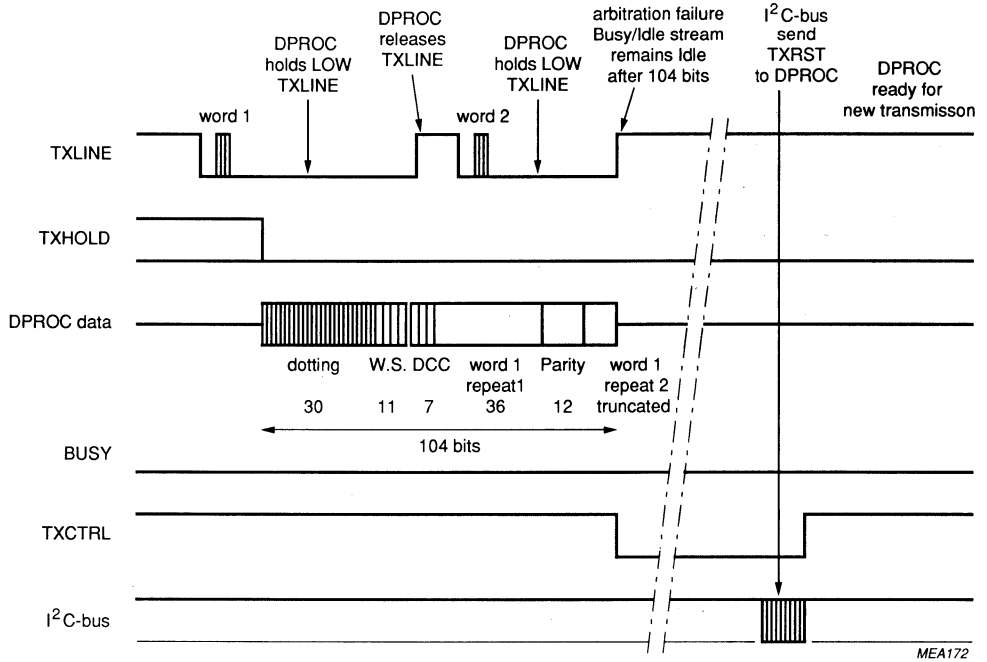 DPROC
holds LOW
TXLINE
DPROC
releases
TXLINE
DPROC
holds LOW
TXLINE
arbitration failure
Busy/Idle stream
remains Idle
after 104 bits
I²C-bus
send
TXRST
to DPROC
DPROC
ready for
new transmisson
word 1
word 2
TXLINE
TXHOLD
DPROC data
dotting W.S. DCC word 1 Parity word 1
repeat1 repeat 2
30 11 7 36 12 truncated
104 bits
BUSY
TXCTRL
I²C-bus
MEA172